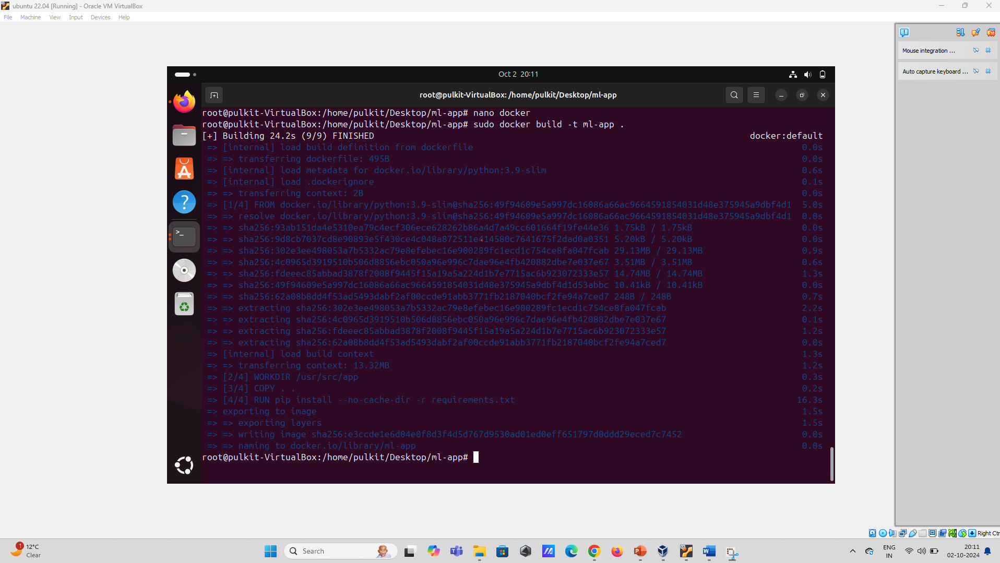 ubuntu 22.04 [Running] - Oracle VM VirtualBox
File Machine View Input Devices Help
Mouse integration ...
Auto capture keyboard ...
Oct 2 20:11
root@pulkit-VirtualBox: /home/pulkit/Desktop/ml-app
root@pulkit-VirtualBox:/home/pulkit/Desktop/ml-app# nano docker
root@pulkit-VirtualBox:/home/pulkit/Desktop/ml-app# sudo docker build -t ml-app .
[+] Building 24.2s (9/9) FINISHED docker:default
=> [internal] load build definition from dockerfile 0.0s
=> => transferring dockerfile: 495B 0.0s
=> [internal] load metadata for docker.io/library/python:3.9-slim 0.6s
=> [internal] load .dockerignore 0.1s
=> => transferring context: 2B 0.0s
=> [1/4] FROM docker.io/library/python:3.9-slim@sha256:49f94609e5a997dc16086a66ac9664591854031d48e375945a9dbf4d1 5.0s
=> => resolve docker.io/library/python:3.9-slim@sha256:49f94609e5a997dc16086a66ac9664591854031d48e375945a9dbf4d1 0.0s
=> => sha256:93ab151da4e5310ea79c4ecf306ece628262b86a4d7a49cc601664f19fe44e36 1.75kB / 1.75kB 0.0s
=> => sha256:9d8cb7037cd8e90893e5f430ce4c048a872511e414580c7641675f2dad0a0351 5.20kB / 5.20kB 0.0s
=> => sha256:302e3ee498053a7b5332ac79e8efebec16e900289fc1ecd1c754ce8fa047fcab 29.13MB / 29.13MB 0.9s
=> => sha256:4c0965d3919510b506d8856ebc050a96e996c7dae96e4fb420882dbe7e037e67 3.51MB / 3.51MB 0.6s
=> => sha256:fdeeec85abbad3878f2008f9445f15a19a5a224d1b7e7715ac6b923072333e57 14.74MB / 14.74MB 1.3s
=> => sha256:49f94609e5a997dc16086a66ac9664591854031d48e375945a9dbf4d1d53abbc 10.41kB / 10.41kB 0.0s
=> => sha256:62a08b8dd4f53ad5493dabf2af00ccde91abb3771fb2187040bcf2fe94a7ced7 248B / 248B 0.7s
=> => extracting sha256:302e3ee498053a7b5332ac79e8efebec16e900289fc1ecd1c754ce8fa047fcab 2.2s
=> => extracting sha256:4c0965d3919510b506d8856ebc050a96e996c7dae96e4fb420882dbe7e037e67 0.1s
=> => extracting sha256:fdeeec85abbad3878f2008f9445f15a19a5a224d1b7e7715ac6b923072333e57 1.2s
=> => extracting sha256:62a08b8dd4f53ad5493dabf2af00ccde91abb3771fb2187040bcf2fe94a7ced7 0.0s
=> [internal] load build context 1.3s
=> => transferring context: 13.32MB 1.2s
=> [2/4] WORKDIR /usr/src/app 0.3s
=> [3/4] COPY . . 0.2s
=> [4/4] RUN pip install --no-cache-dir -r requirements.txt 16.3s
=> exporting to image 1.5s
=> => exporting layers 1.5s
=> => writing image sha256:e3ccde1e6d04e0f8d3f4d5d767d9530ad01ed0eff651797d0ddd29eced7c7452 0.0s
=> => naming to docker.io/library/ml-app 0.0s
root@pulkit-VirtualBox:/home/pulkit/Desktop/ml-app#
Right Ctr
1
12°C
Clear
Search
ENG
IN
20:11
02-10-2024